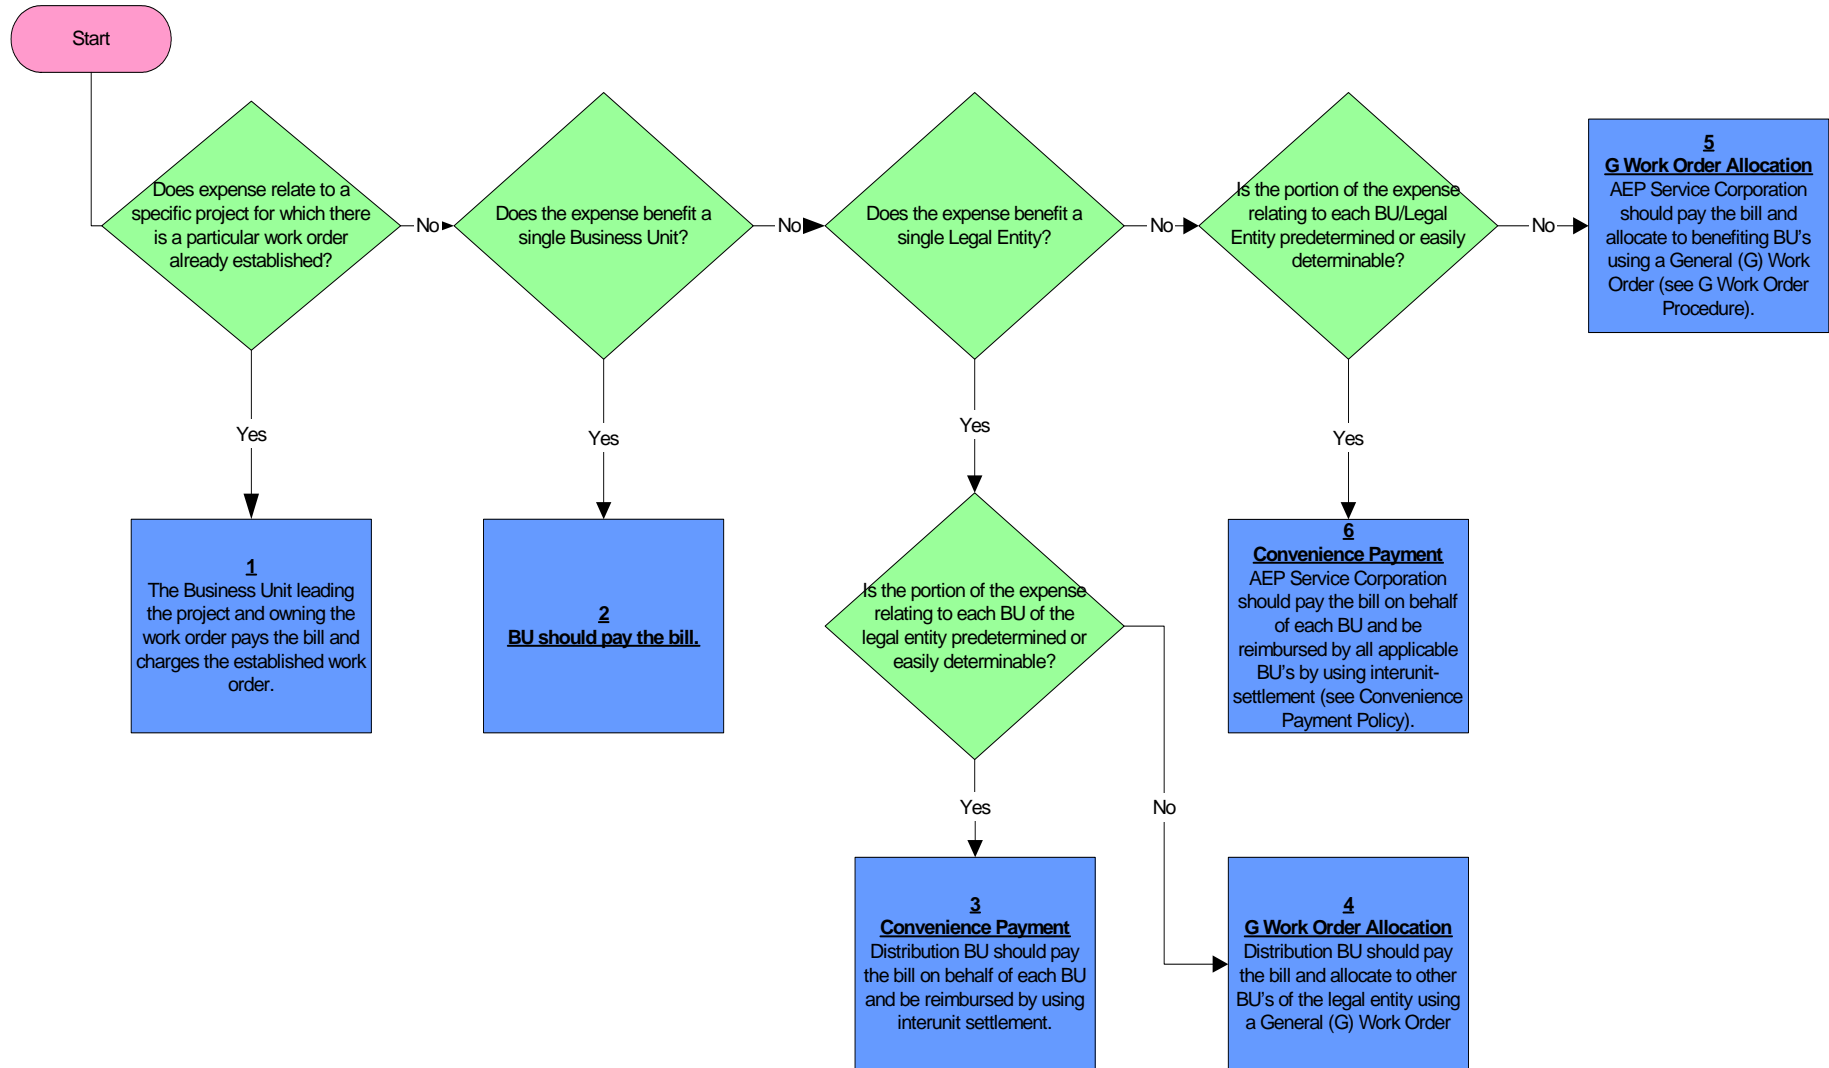 Start
Does expense relate to a
specific project for which there
is a particular work order
already established?
No
Does the expense benefit a
single Business Unit?
No
Does the expense benefit a
single Legal Entity?
No
Is the portion of the expense
relating to each BU/Legal
Entity predetermined or easily
determinable?
No
5
G Work Order Allocation
AEP Service Corporation
should pay the bill and
allocate to benefiting BU's
using a General (G) Work
Order (see G Work Order
Procedure).
Yes
Yes
Yes
Yes
1
The Business Unit leading
the project and owning the
work order pays the bill and
charges the established work
order.
2
BU should pay the bill.
Is the portion of the expense
relating to each BU of the
legal entity predetermined or
easily determinable?
6
Convenience Payment
AEP Service Corporation
should pay the bill on behalf
of each BU and be
reimbursed by all applicable
BU's by using interunit-
settlement (see Convenience
Payment Policy).
Yes
No
3
Convenience Payment
Distribution BU should pay
the bill on behalf of each BU
and be reimbursed by using
interunit settlement.
4
G Work Order Allocation
Distribution BU should pay
the bill and allocate to other
BU's of the legal entity using
a General (G) Work Order